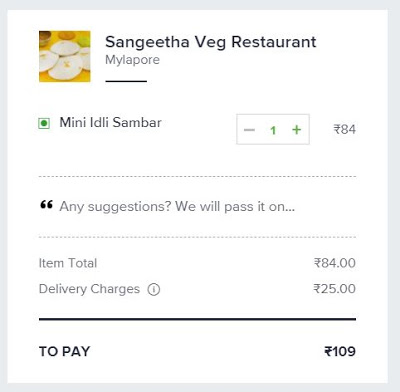 Sangeetha Veg Restaurant
Mylapore
Mini Idli Sambar − 1 + ₹84
❝ Any suggestions? We will pass it on...
Item Total ₹84.00
Delivery Charges ⓘ ₹25.00
TO PAY ₹109